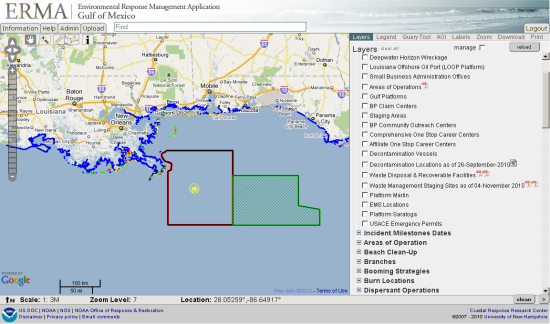 ERMA
Environmental Response Management Application
Gulf of Mexico
Information Help Admin Upload Find Logout
Layers Legend Query Tool AOI Labels Zoom Download Print
Layers clear all manage reload
Deepwater Horizon Wreckage
Louisiana Offshore Oil Port (LOOP Platform)
Small Business Administration Offices
Areas of Operations
Gulf Platforms
BP Claim Centers
Staging Areas
BP Community Outreach Centers
Comprehensive One Stop Career Centers
Affiliate One Stop Career Centers
Decontamination Vessels
Decontamination Locations as of 26-September-2010
Waste Disposal & Recoverable Facilities
Waste Management Staging Sites as of 04-November 2010
Platform Marlin
EMS Locations
Platform Saratoga
USACE Emergency Permits
Incident Milestones Dates
Areas of Operation
Beach Clean-Up
Branches
Booming Strategies
Burn Locations
Dispersant Operations
Hattiesburg
Dothan
Mobile
Baton Rouge
Louisiana
New Orleans
Biloxi
Panama City
POWERED BY
Google
100 km
50 mi
Map data ©2010 - Terms of Use
Scale: 1: 3M Zoom Level: 7 Location: 28.05259°,-86.64917° clean >
US DOC | NOAA | NOS | NOAA Office of Response & Restoration
Disclaimer | Privacy policy | Email comments
Coastal Response Research Center
©2007 - 2010 University of New Hampshire